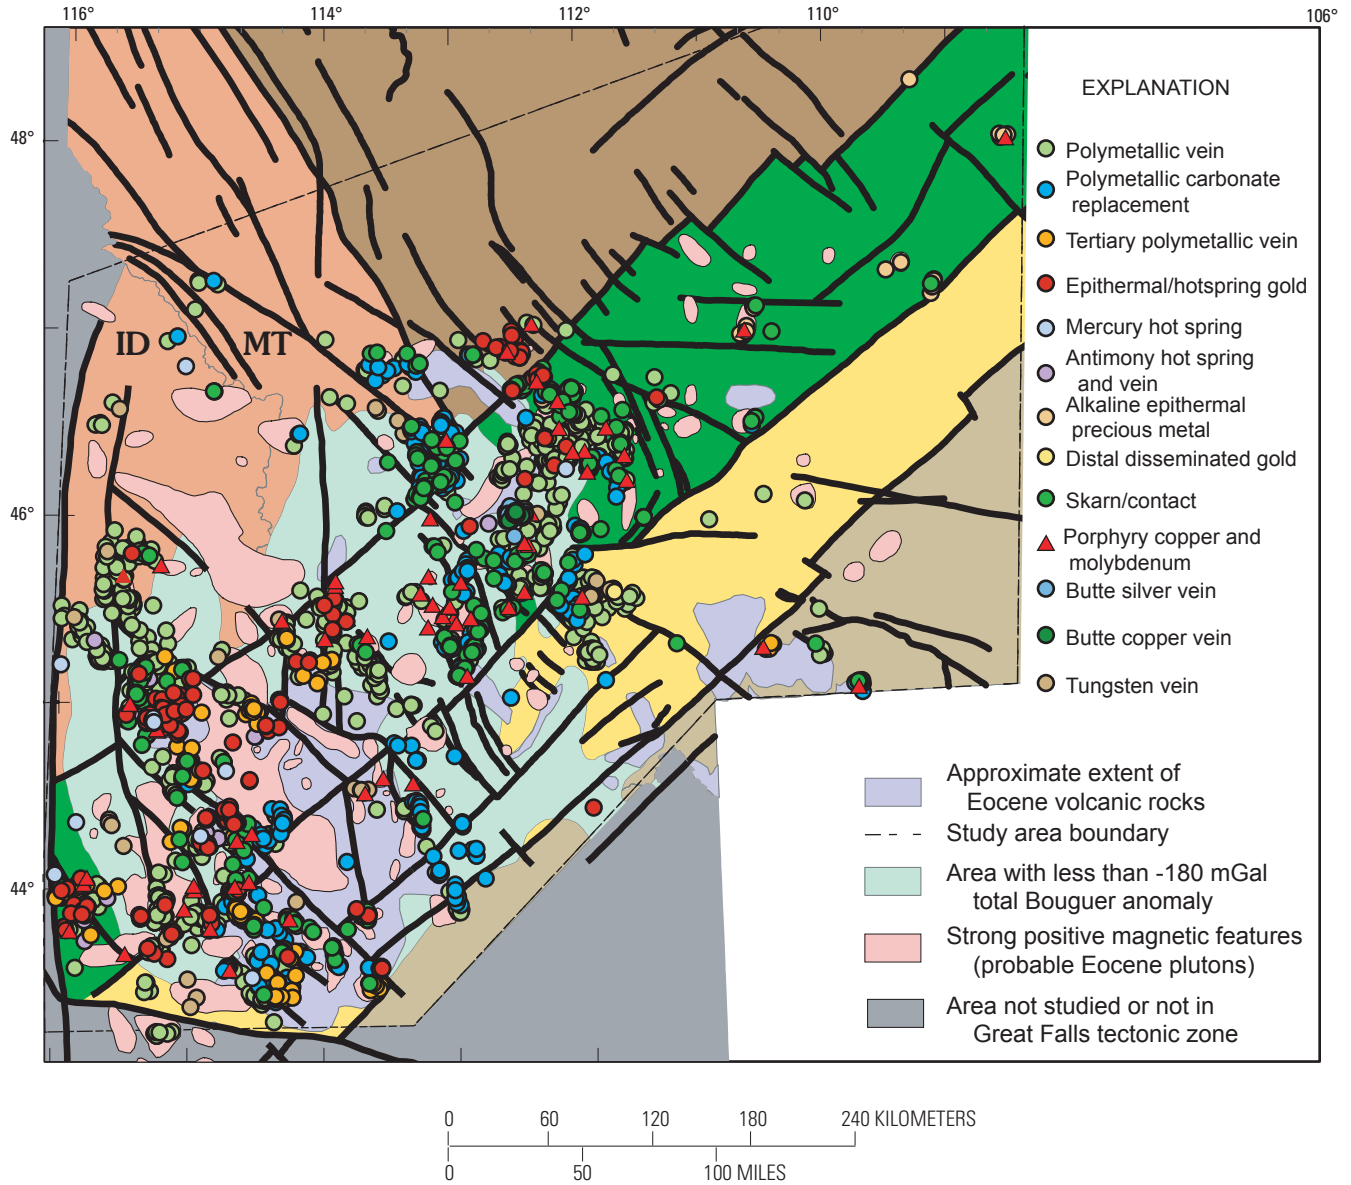 116°
114°
112°
110°
106°
48°
46°
44°
ID
MT
EXPLANATION
Polymetallic vein
Polymetallic carbonate
replacement
Tertiary polymetallic vein
Epithermal/hotspring gold
Mercury hot spring
Antimony hot spring
and vein
Alkaline epithermal
precious metal
Distal disseminated gold
Skarn/contact
Porphyry copper and
molybdenum
Butte silver vein
Butte copper vein
Tungsten vein
Approximate extent of
Eocene volcanic rocks
Study area boundary
Area with less than -180 mGal
total Bouguer anomaly
Strong positive magnetic features
(probable Eocene plutons)
Area not studied or not in
Great Falls tectonic zone
0 60 120 180 240 KILOMETERS
0 50 100 MILES